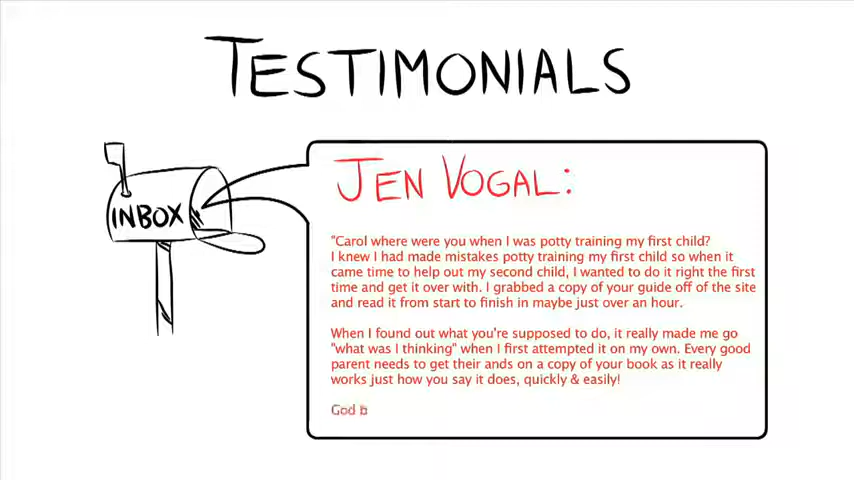 TESTIMONIALS
INBOX
JEN VOGAL:
"Carol where were you when I was potty training my first child?
I knew I had made mistakes potty training my first child so when it
came time to help out my second child, I wanted to do it right the first
time and get it over with. I grabbed a copy of your guide off of the site
and read it from start to finish in maybe just over an hour.
When I found out what you're supposed to do, it really made me go
"what was I thinking" when I first attempted it on my own. Every good
parent needs to get their ands on a copy of your book as it really
works just how you say it does, quickly & easily!
God b